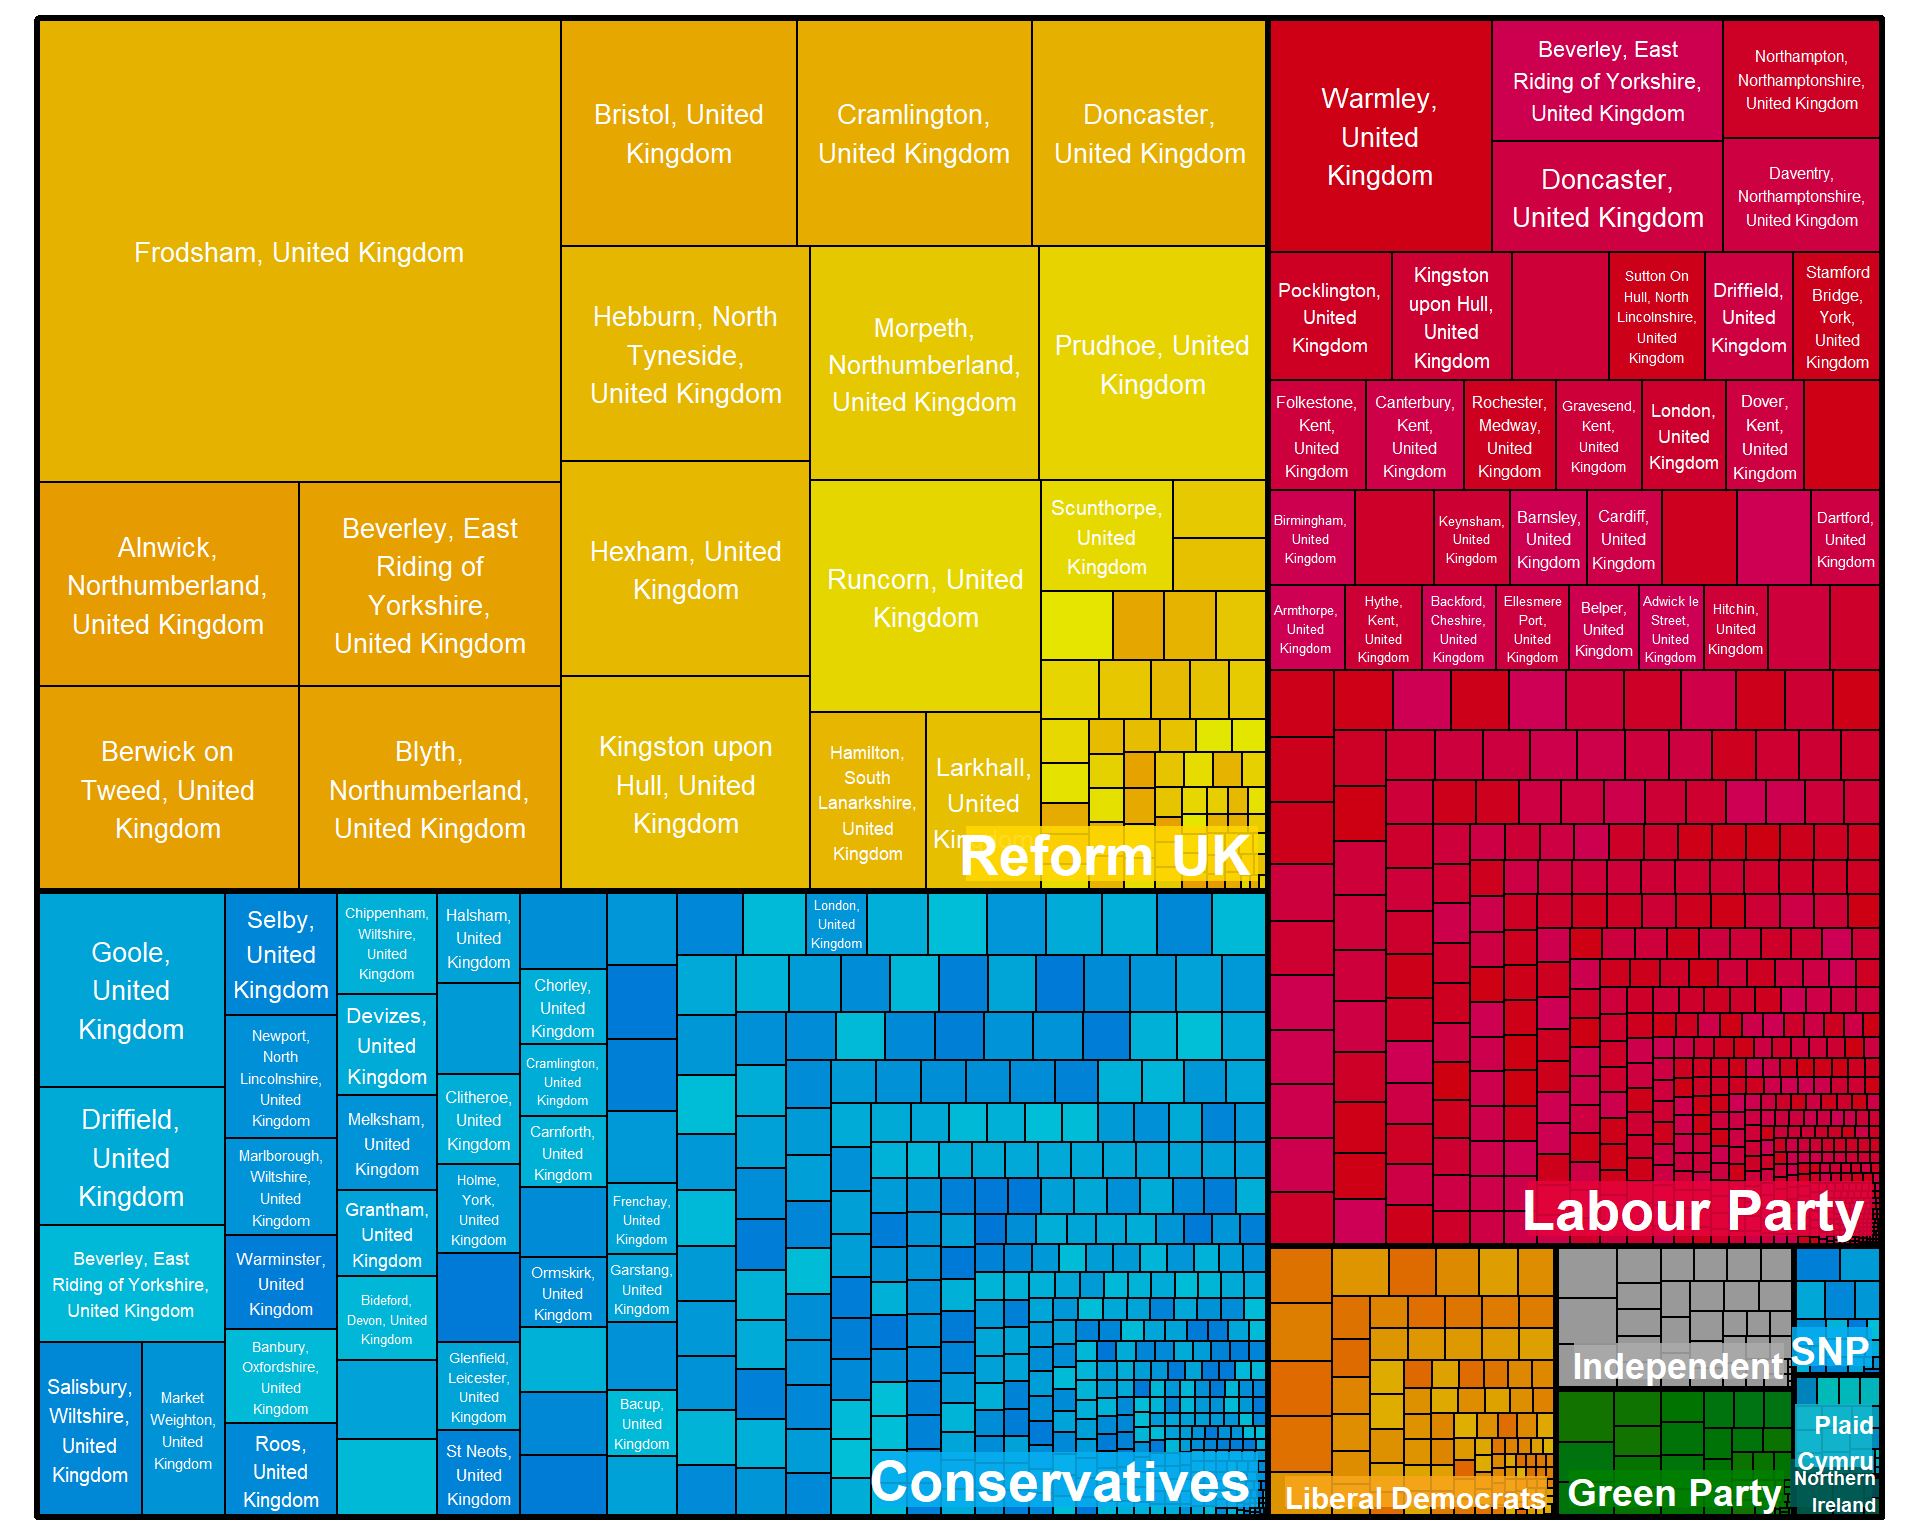 Frodsham, United Kingdom
Bristol, United
Kingdom
Cramlington,
United Kingdom
Doncaster,
United Kingdom
Hebburn, North
Tyneside,
United Kingdom
Morpeth,
Northumberland,
United Kingdom
Prudhoe, United
Kingdom
Alnwick,
Northumberland,
United Kingdom
Beverley, East
Riding of
Yorkshire,
United Kingdom
Hexham, United
Kingdom
Runcorn, United
Kingdom
Scunthorpe,
United
Kingdom
Berwick on
Tweed, United
Kingdom
Blyth,
Northumberland,
United Kingdom
Kingston upon
Hull, United
Kingdom
Hamilton,
South
Lanarkshire,
United
Kingdom
Larkhall,
United
Kingdom
Reform UK
Warmley,
United
Kingdom
Beverley, East
Riding of Yorkshire,
United Kingdom
Northampton,
Northamptonshire,
United Kingdom
Doncaster,
United Kingdom
Daventry,
Northamptonshire,
United Kingdom
Pocklington,
United
Kingdom
Kingston
upon Hull,
United
Kingdom
Sutton On
Hull, North
Lincolnshire,
United
Kingdom
Driffield,
United
Kingdom
Stamford
Bridge,
York,
United
Kingdom
Folkestone,
Kent,
United
Kingdom
Canterbury,
Kent,
United
Kingdom
Rochester,
Medway,
United
Kingdom
Gravesend,
Kent,
United
Kingdom
London,
United
Kingdom
Dover,
Kent,
United
Kingdom
Birmingham,
United
Kingdom
Keynsham,
United
Kingdom
Barnsley,
United
Kingdom
Cardiff,
United
Kingdom
Dartford,
United
Kingdom
Armthorpe,
United
Kingdom
Hythe,
Kent,
United
Kingdom
Backford,
Cheshire,
United
Kingdom
Ellesmere
Port,
United
Kingdom
Belper,
United
Kingdom
Adwick le
Street,
United
Kingdom
Hitchin,
United
Kingdom
Labour Party
Goole,
United
Kingdom
Driffield,
United
Kingdom
Beverley, East
Riding of Yorkshire,
United Kingdom
Salisbury,
Wiltshire,
United
Kingdom
Market
Weighton,
United
Kingdom
Selby,
United
Kingdom
Newport,
North
Lincolnshire,
United
Kingdom
Marlborough,
Wiltshire,
United
Kingdom
Warminster,
United
Kingdom
Banbury,
Oxfordshire,
United
Kingdom
Roos,
United
Kingdom
Chippenham,
Wiltshire,
United
Kingdom
Devizes,
United
Kingdom
Melksham,
United
Kingdom
Grantham,
United
Kingdom
Bideford,
Devon, United
Kingdom
Halsham,
United
Kingdom
Clitheroe,
United
Kingdom
Holme,
York,
United
Kingdom
Glenfield,
Leicester,
United
Kingdom
St Neots,
United
Kingdom
Chorley,
United
Kingdom
Cramlington,
United
Kingdom
Carnforth,
United
Kingdom
Ormskirk,
United
Kingdom
Frenchay,
United
Kingdom
Garstang,
United
Kingdom
Bacup,
United
Kingdom
London,
United
Kingdom
Conservatives
Liberal Democrats
Independent
Green Party
SNP
Plaid
Cymru
Northern
Ireland